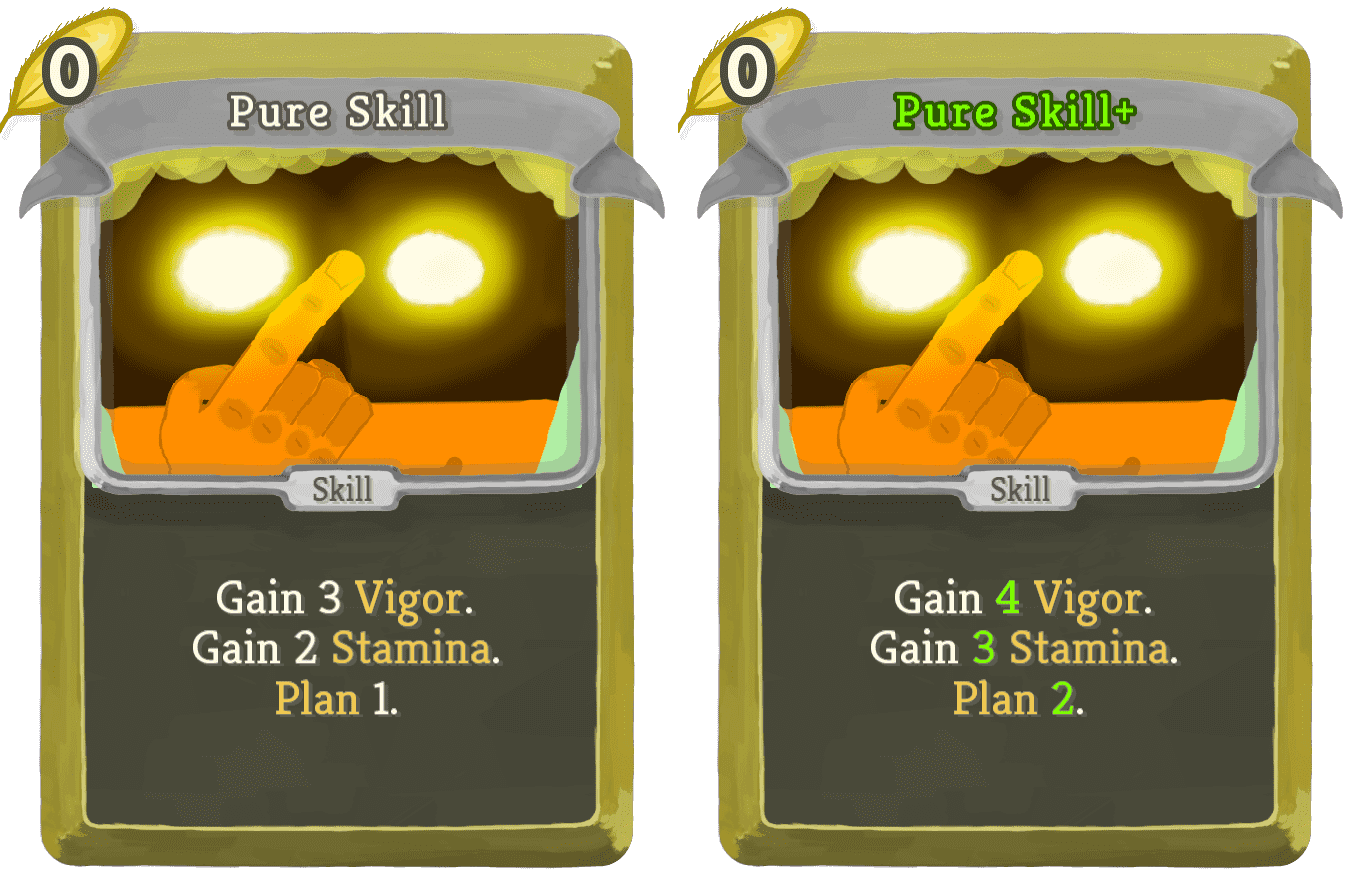 0
Pure Skill
Skill
Gain 3 Vigor.
Gain 2 Stamina.
Plan 1.
0
Pure Skill+
Skill
Gain 4 Vigor.
Gain 3 Stamina.
Plan 2.